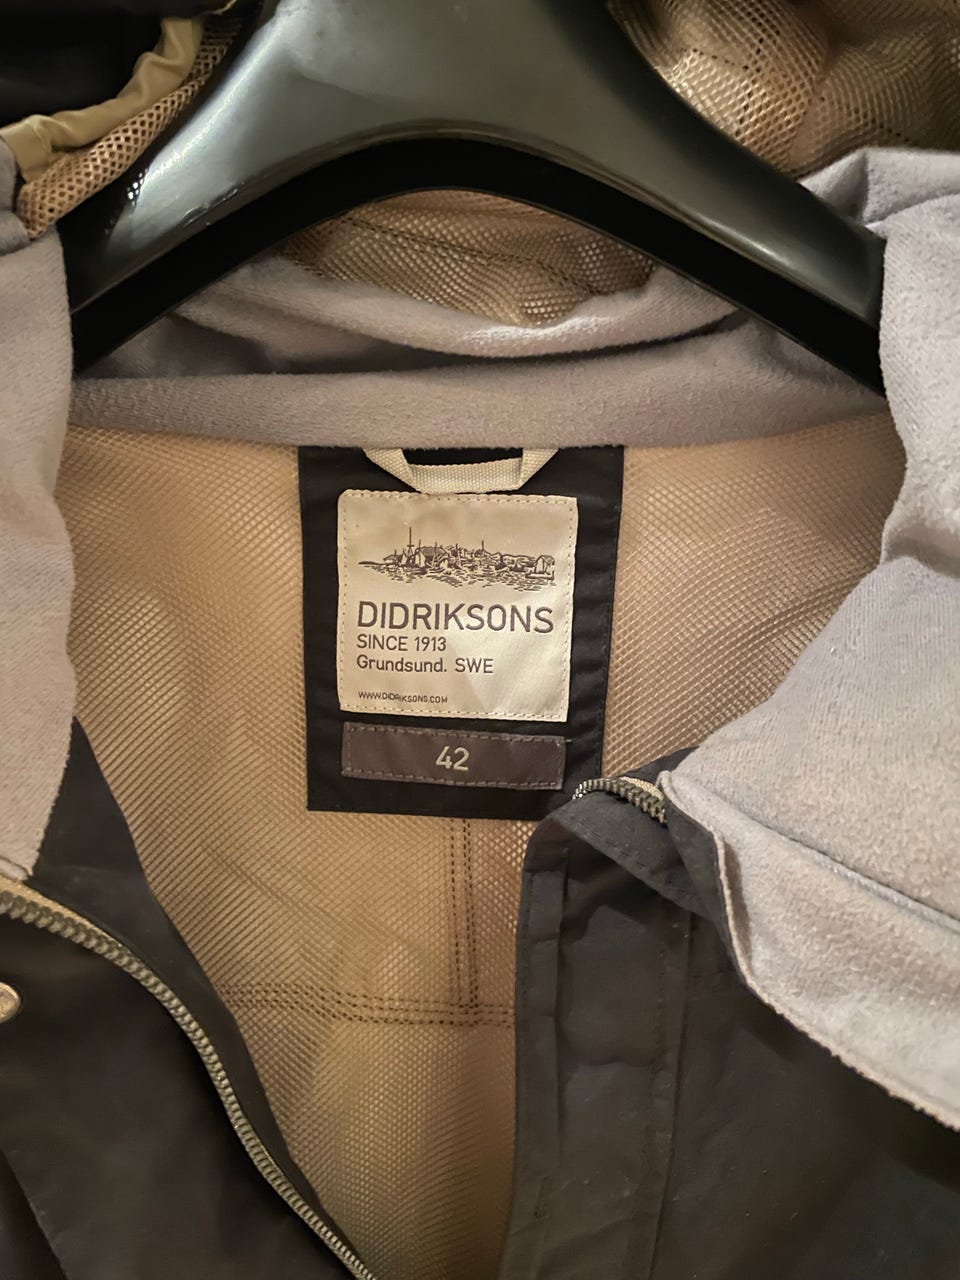 DIDRIKSONS
SINCE 1913
Grundsund. SWE
WWW.DIDRIKSONS.COM
42